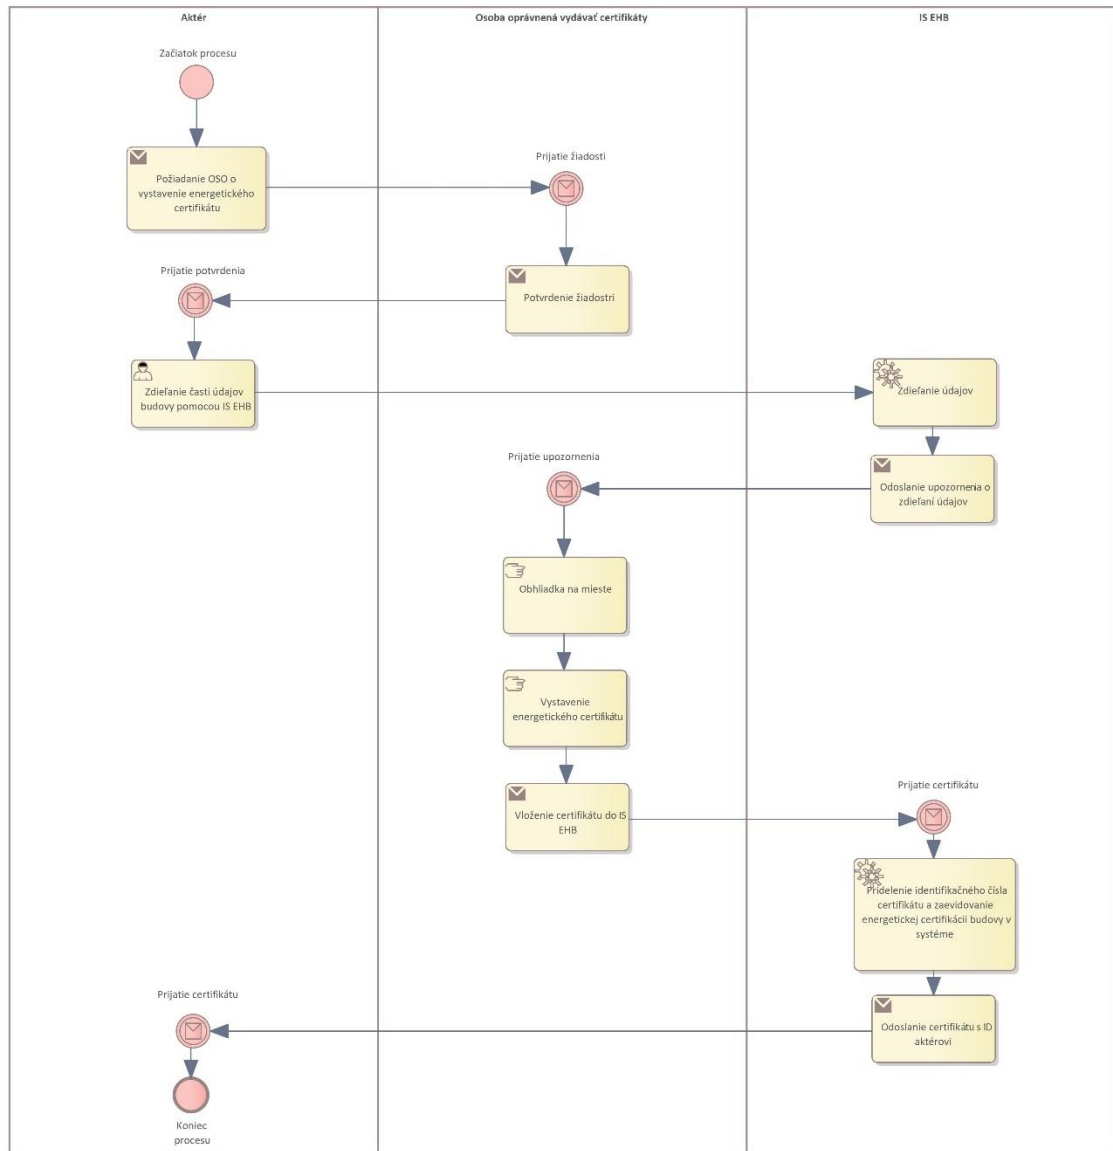 Aktér
Osoba oprávnená vydávať certifikáty
IS EHB
Začiatok procesu
Požiadanie OSO o
vystavenie energetického
certifikátu
Prijatie žiadosti
Potvrdenie žiadostri
Prijatie potvrdenia
Zdieľanie časti údajov
budovy pomocou IS EHB
Zdieľanie údajov
Odoslanie upozornenia o
zdieľaní údajov
Prijatie upozornenia
Obhliadka na mieste
Vystavenie
energetického certifikátu
Vloženie certifikátu do IS
EHB
Prijatie certifikátu
Pridelenie identifikačného čísla
certifikátu a zaevidovanie
energetickej certifikácii budovy v
systéme
Odoslanie certifikátu s ID
aktérovi
Prijatie certifikátu
Koniec
procesu